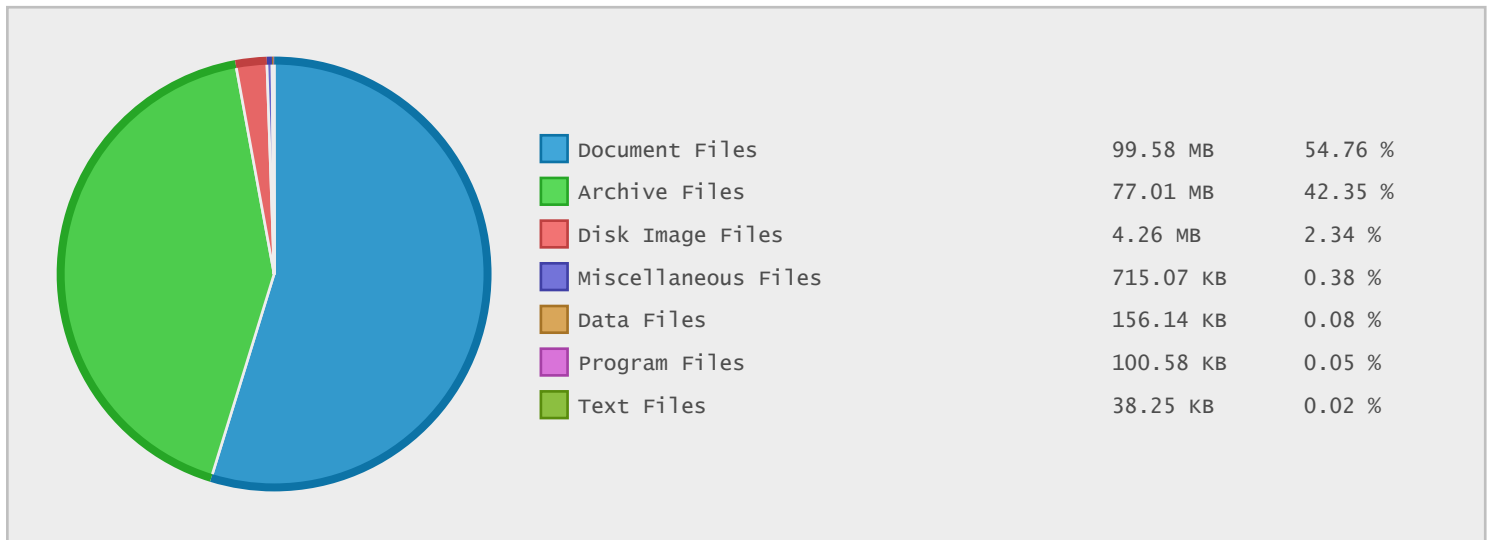 Document Files 99.58 MB 54.76 %
Archive Files 77.01 MB 42.35 %
Disk Image Files 4.26 MB 2.34 %
Miscellaneous Files 715.07 KB 0.38 %
Data Files 156.14 KB 0.08 %
Program Files 100.58 KB 0.05 %
Text Files 38.25 KB 0.02 %